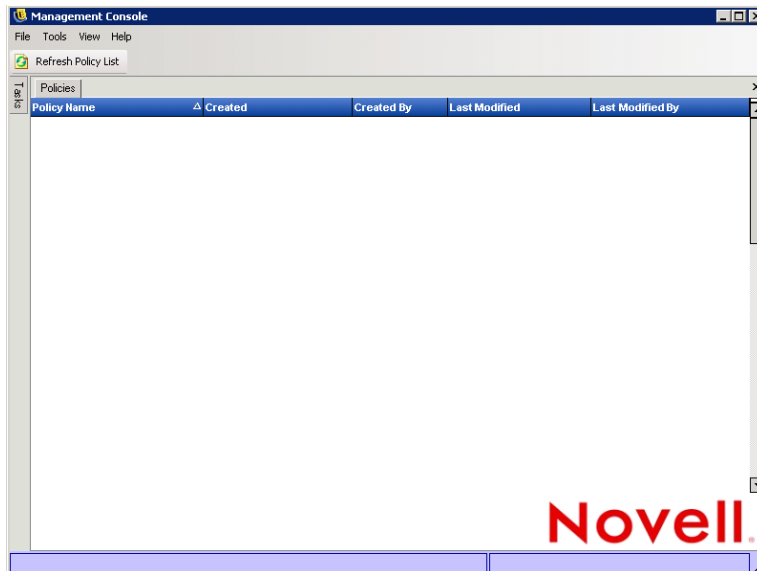 Management Console
File Tools View Help
Refresh Policy List
Tasks
Policies
Policy Name Created Created By Last Modified Last Modified By
Novell.